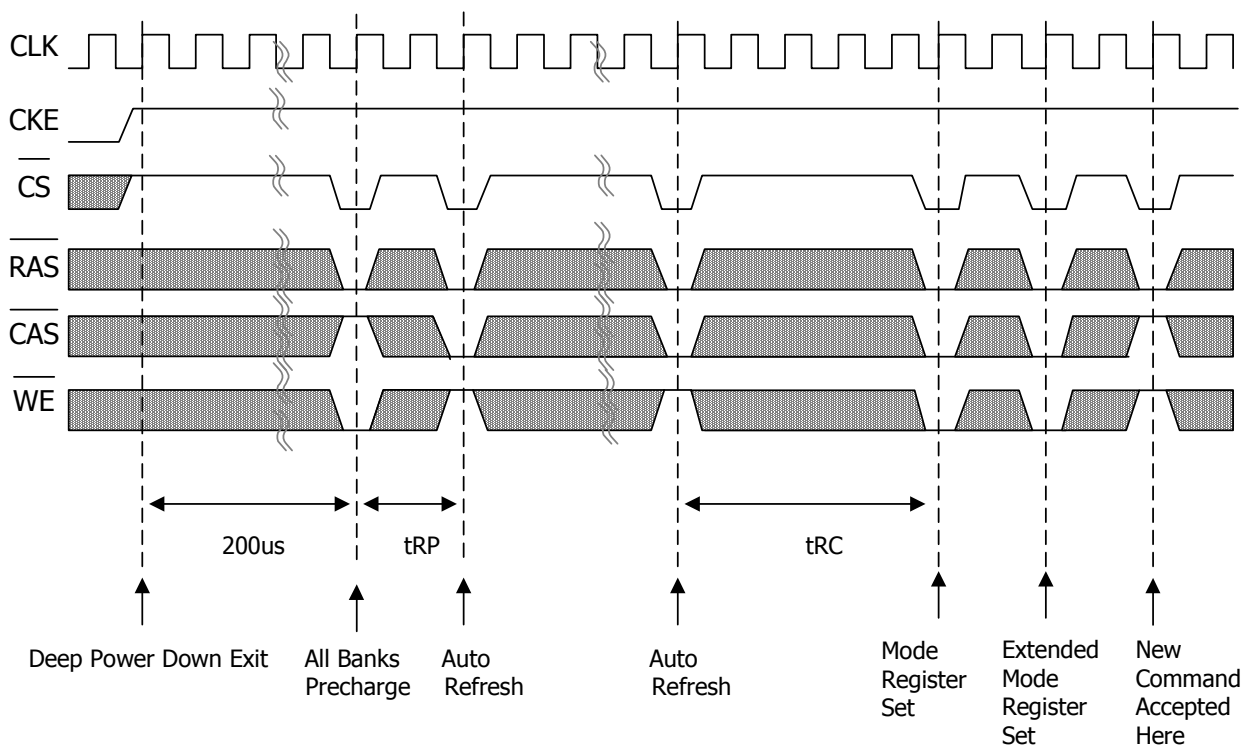 CLK
CKE
CS
RAS
CAS
WE
200us
tRP
tRC
Deep Power Down Exit
All Banks
Precharge
Auto
Refresh
Auto
Refresh
Mode
Register
Set
Extended
Mode
Register
Set
New
Command
Accepted
Here